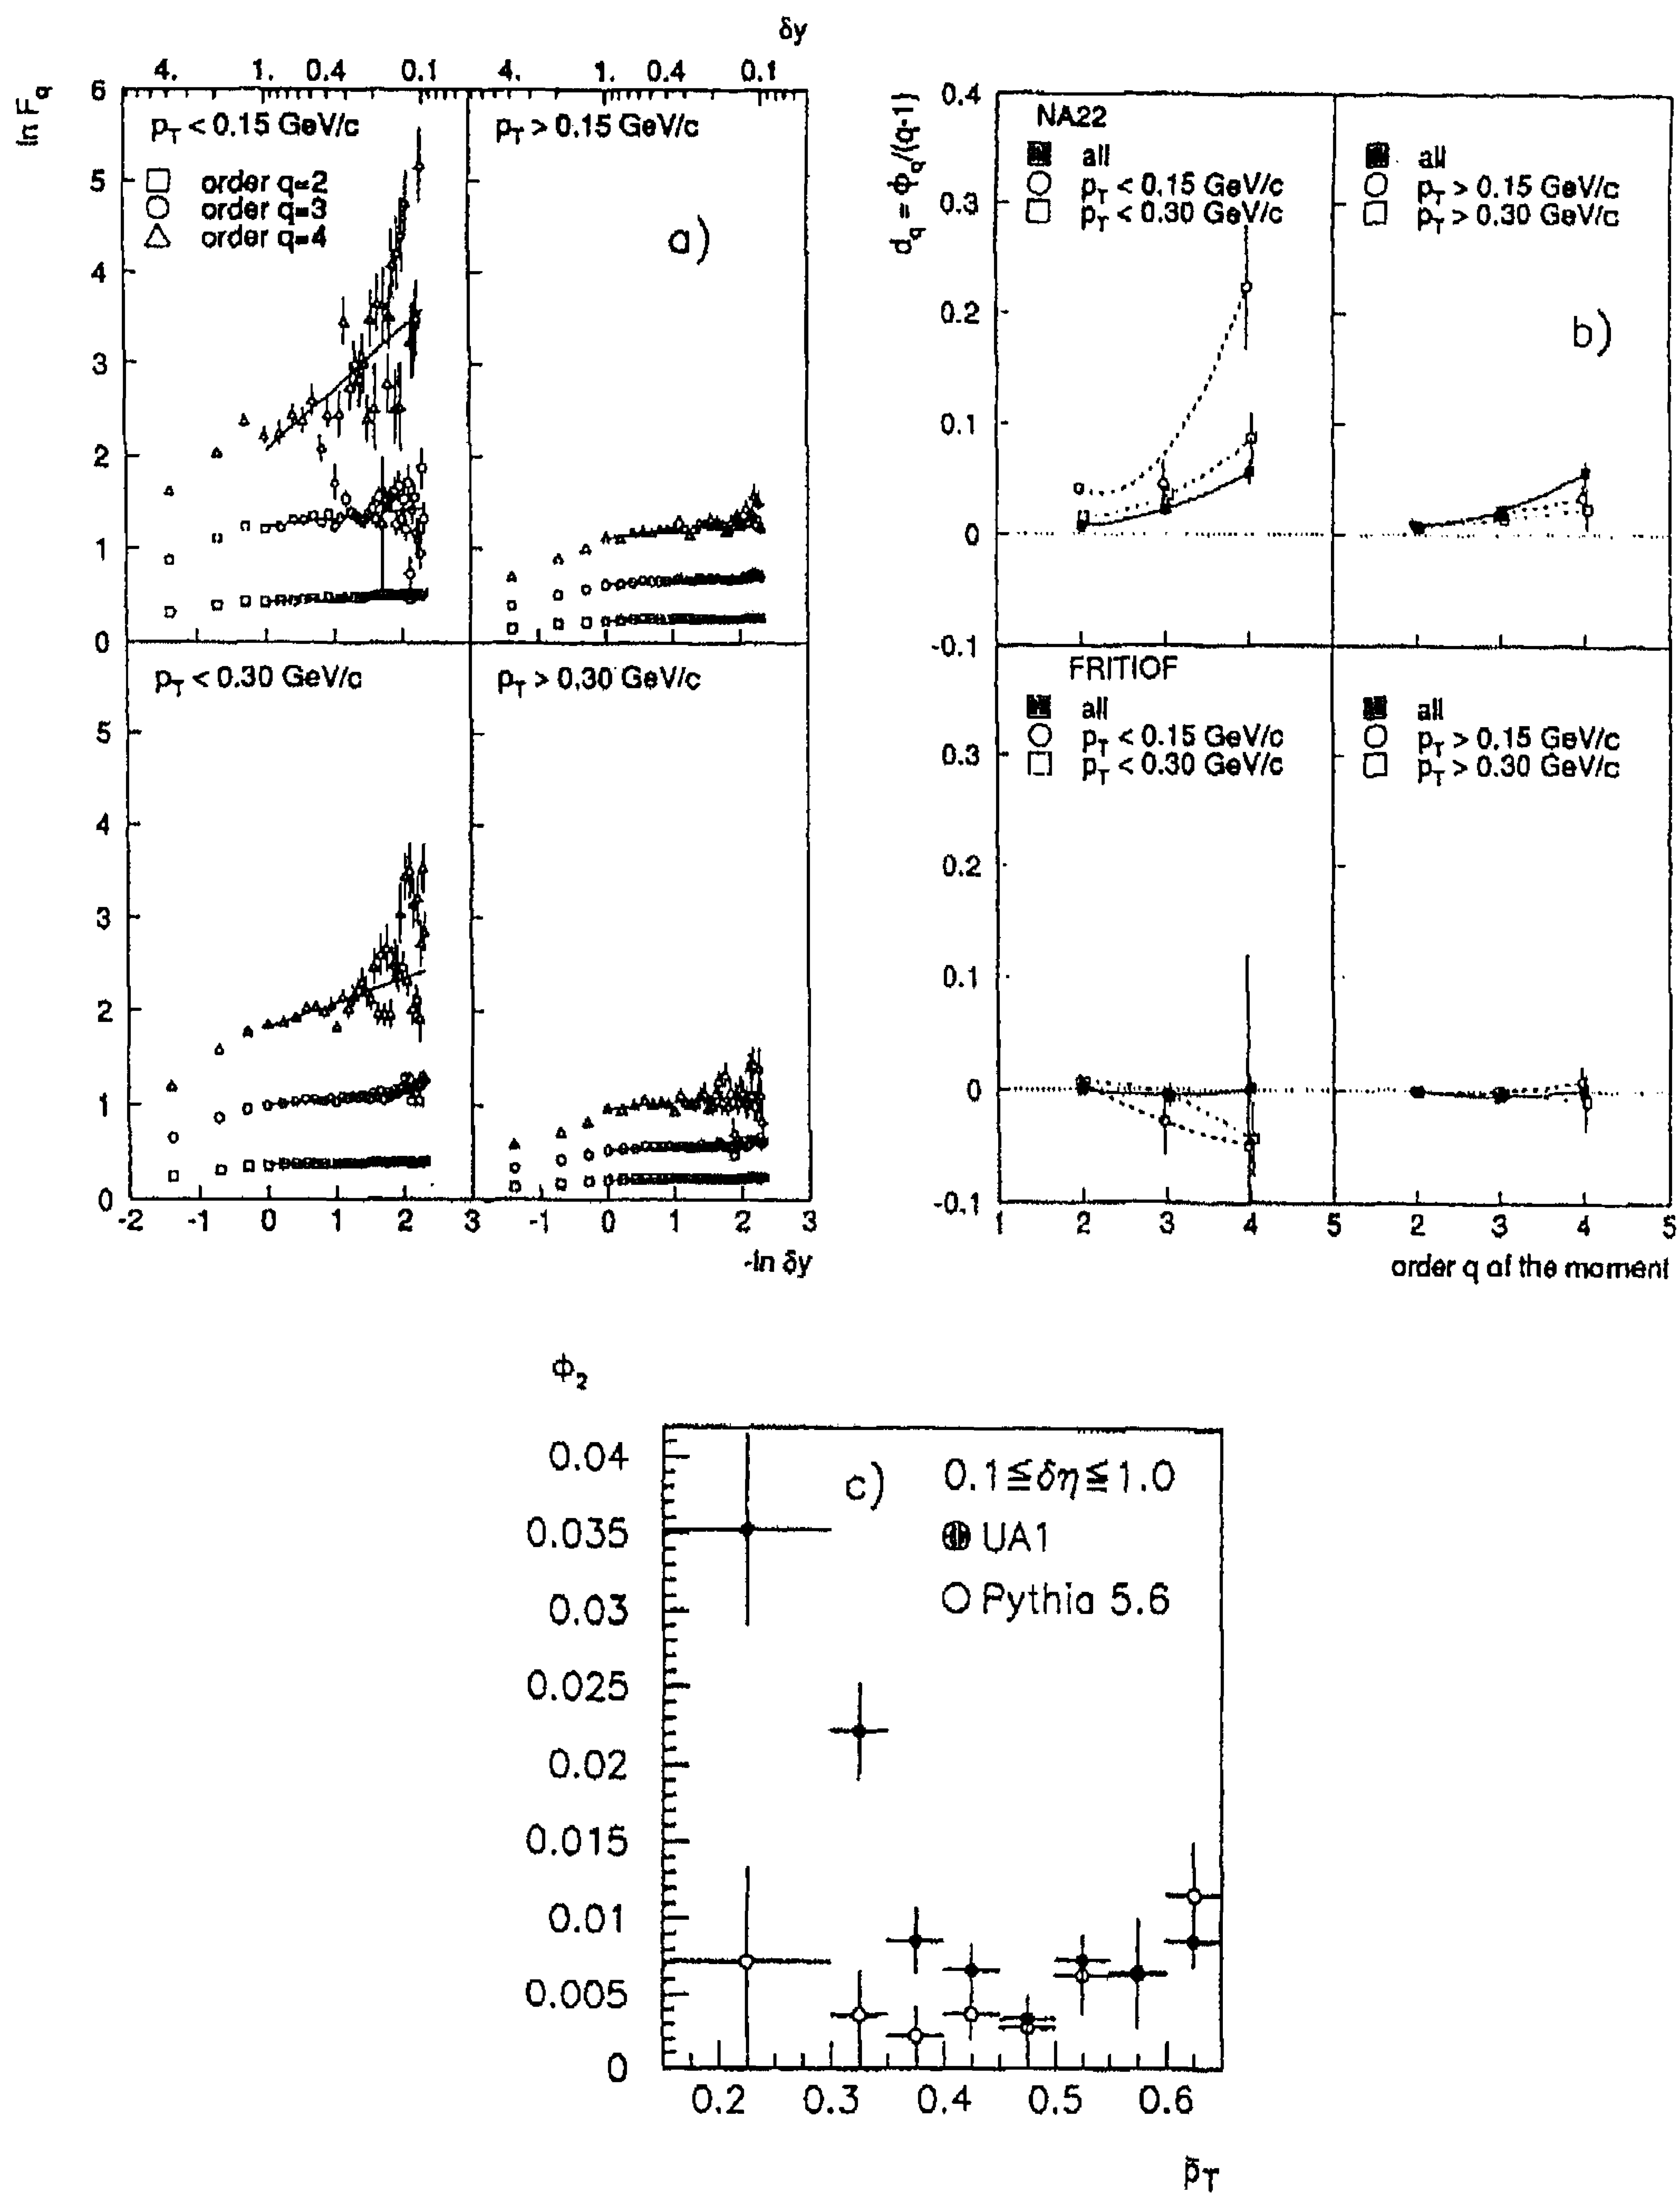 δy
4. 1. 0.4 0.1 4. 1. 0.4 0.1
ln F_q
6
5
4
3
2
1
0
p_T < 0.15 GeV/c
□ order q=2
○ order q=3
△ order q=4
p_T > 0.15 GeV/c
a)
p_T < 0.30 GeV/c
p_T > 0.30 GeV/c
5
4
3
2
1
0
-2 -1 0 1 2 3 -1 0 1 2 3
-ln δy
d_q = ϕ_q/(q-1)
0.4
0.3
0.2
0.1
0
-0.1
NA22
all
p_T < 0.15 GeV/c
p_T < 0.30 GeV/c
all
p_T > 0.15 GeV/c
p_T > 0.30 GeV/c
b)
FRITIOF
all
p_T < 0.15 GeV/c
p_T < 0.30 GeV/c
all
p_T > 0.15 GeV/c
p_T > 0.30 GeV/c
0.3
0.2
0.1
0
-0.1
1 2 3 4 5 2 3 4 5
order q of the moment
ϕ_2
0.04
0.035
0.03
0.025
0.02
0.015
0.01
0.005
0
c) 0.1≦δη≦1.0
UA1
○ Pythia 5.6
0.2 0.3 0.4 0.5 0.6
p̄_T